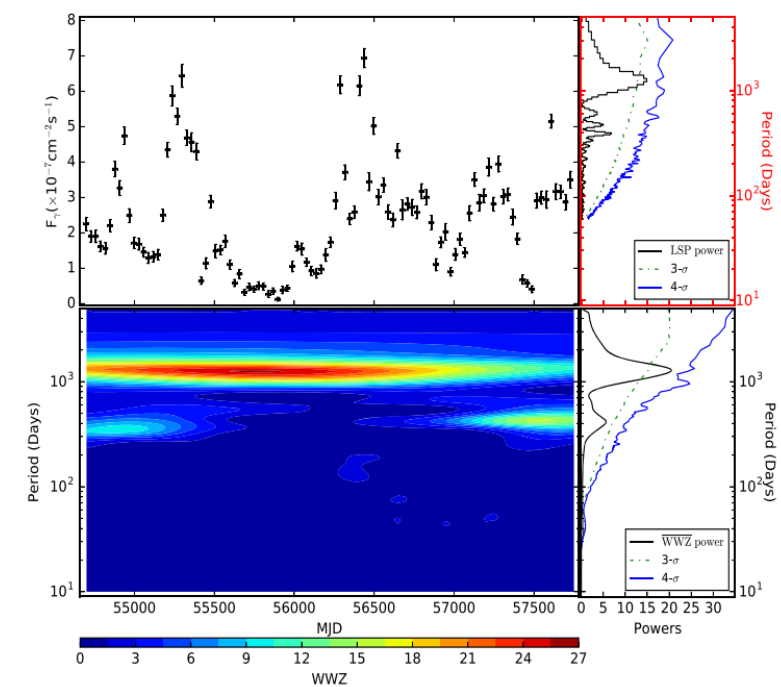 8
7
6
5
4
3
2
1
0
F_γ(×10⁻⁷cm⁻²s⁻¹)
10³
10²
10¹
Period (Days)
LSP power
3-σ
4-σ
10³
10²
10¹
Period (Days)
55000 55500 56000 56500 57000 57500
MJD
10³
10²
10¹
Period (Days)
W̅W̅Z̅ power
3-σ
4-σ
0 5 10 15 20 25 30
Powers
0 3 6 9 12 15 18 21 24 27
WWZ